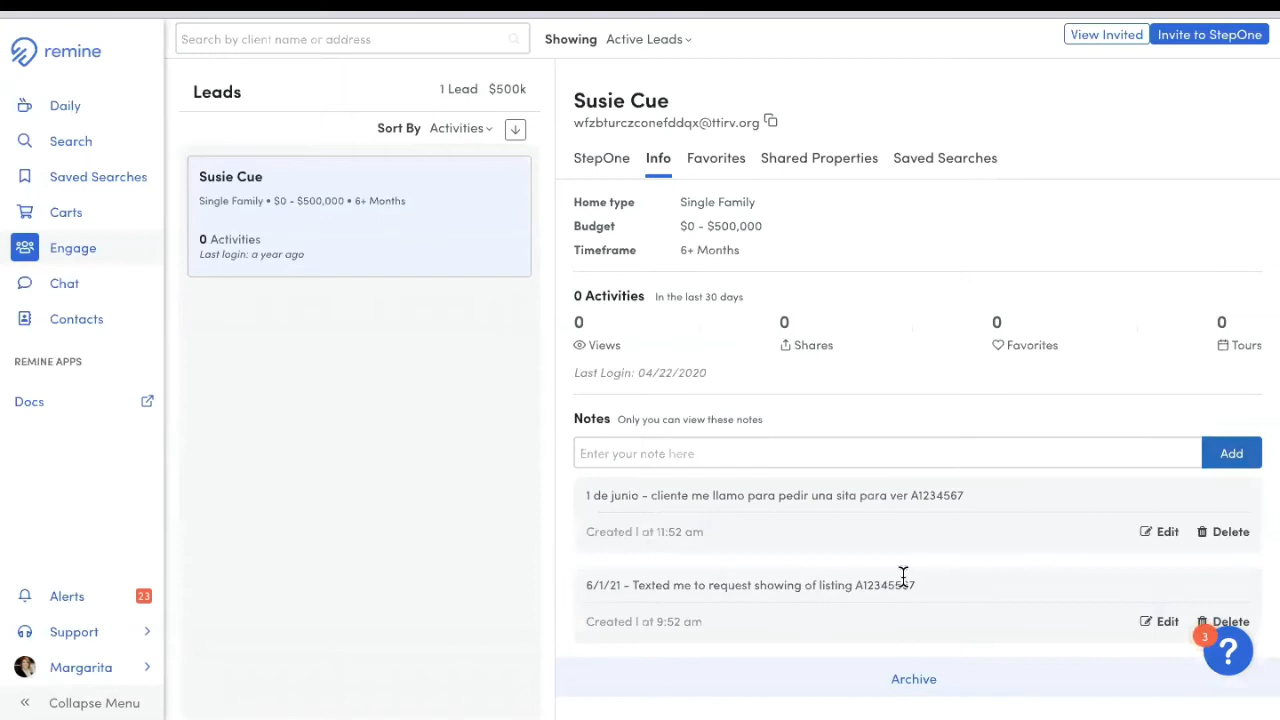 remine
Search by client name or address
Showing Active Leads
View Invited
Invite to StepOne
Daily
Search
Saved Searches
Carts
Engage
Chat
Contacts
REMINE APPS
Docs
Alerts 23
Support
Margarita
Collapse Menu
Leads
1 Lead $500k
Sort By Activities
Susie Cue
Single Family • $0 - $500,000 • 6+ Months
0 Activities
Last login: a year ago
Susie Cue
wfzbturczconefddqx@ttirv.org
StepOne Info Favorites Shared Properties Saved Searches
Home type Single Family
Budget $0 - $500,000
Timeframe 6+ Months
0 Activities In the last 30 days
0 0 0 0
Views Shares Favorites Tours
Last Login: 04/22/2020
Notes Only you can view these notes
Enter your note here
Add
1 de junio - cliente me llamo para pedir una sita para ver A1234567
Created | at 11:52 am Edit Delete
6/1/21 - Texted me to request showing of listing
Created | at 9:52 am Edit Delete
3
?
Archive